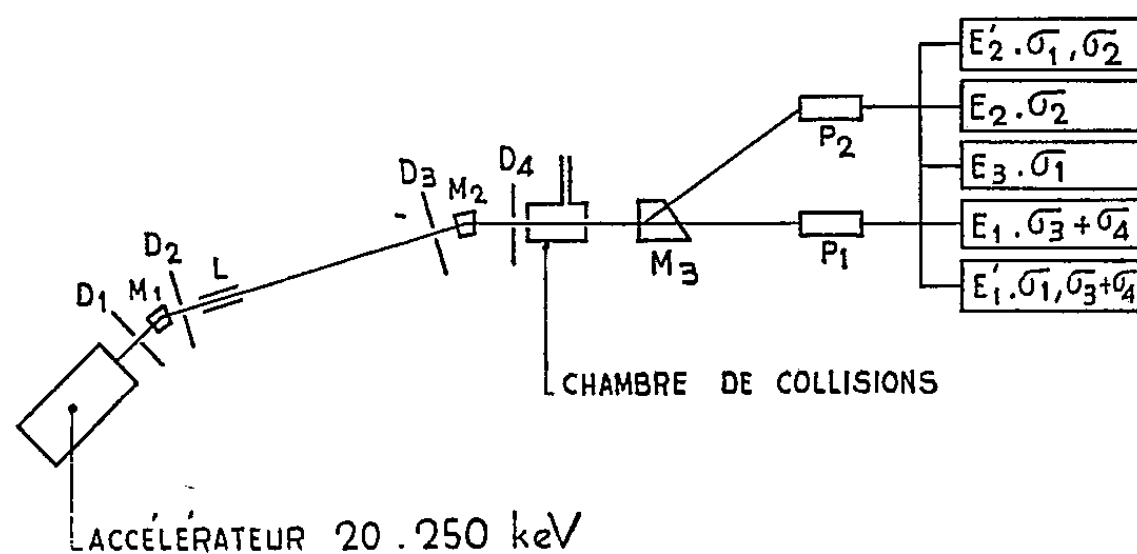 E'2 . σ1, σ2
E2 . σ2
P2
E3 . σ1
D4
D3
M2
E1 . σ3 + σ4
M3
P1
D2
L
E'1 . σ1, σ3+σ4
M1
D1
CHAMBRE DE COLLISIONS
ACCÉLÉRATEUR 20 . 250 keV